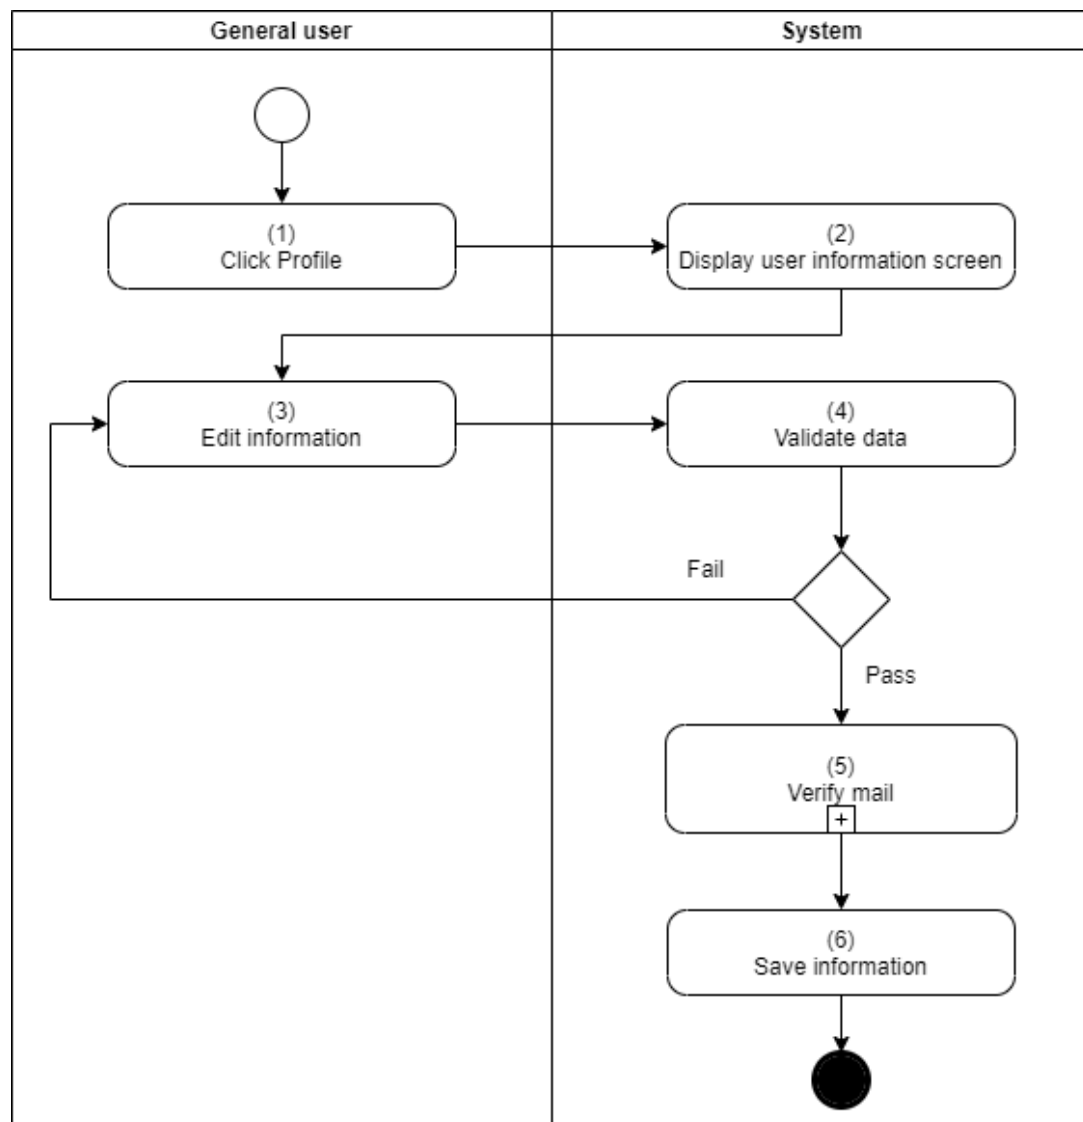 General user
System
(1)
Click Profile
(2)
Display user information screen
(3)
Edit information
(4)
Validate data
Fail
Pass
(5)
Verify mail
+
(6)
Save information